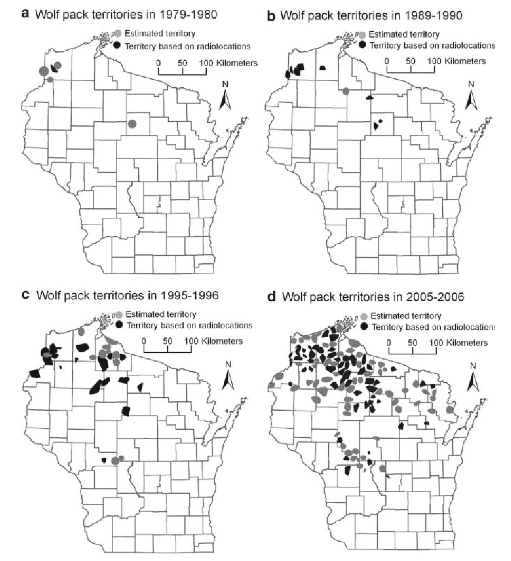 a Wolf pack territories in 1979-1980
Estimated territory
Territory based on radiolocations
0 50 100 Kilometers
N
b Wolf pack territories in 1989-1990
Estimated territory
Territory based on radiolocations
0 50 100 Kilometers
N
c Wolf pack territories in 1995-1996
Estimated territory
Territory based on radiolocations
0 50 100 Kilometers
N
d Wolf pack territories in 2005-2006
Estimated territory
Territory based on radiolocations
0 50 100 Kilometers
N